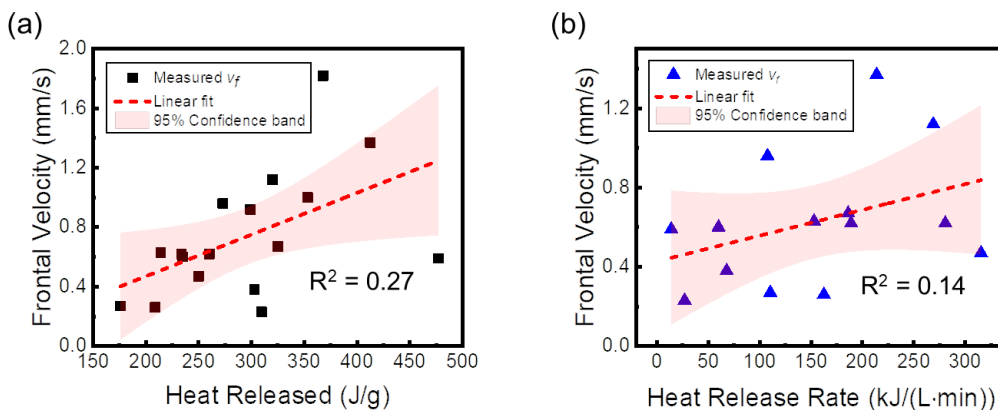 (a)
2.0
1.6
1.2
0.8
0.4
0.0
Frontal Velocity (mm/s)
Measured vf
Linear fit
95% Confidence band
R² = 0.27
150 200 250 300 350 400 450 500
Heat Released (J/g)
(b)
1.2
0.8
0.4
0.0
Frontal Velocity (mm/s)
Measured vf
Linear fit
95% Confidence band
R² = 0.14
0 50 100 150 200 250 300
Heat Release Rate (kJ/(L·min))